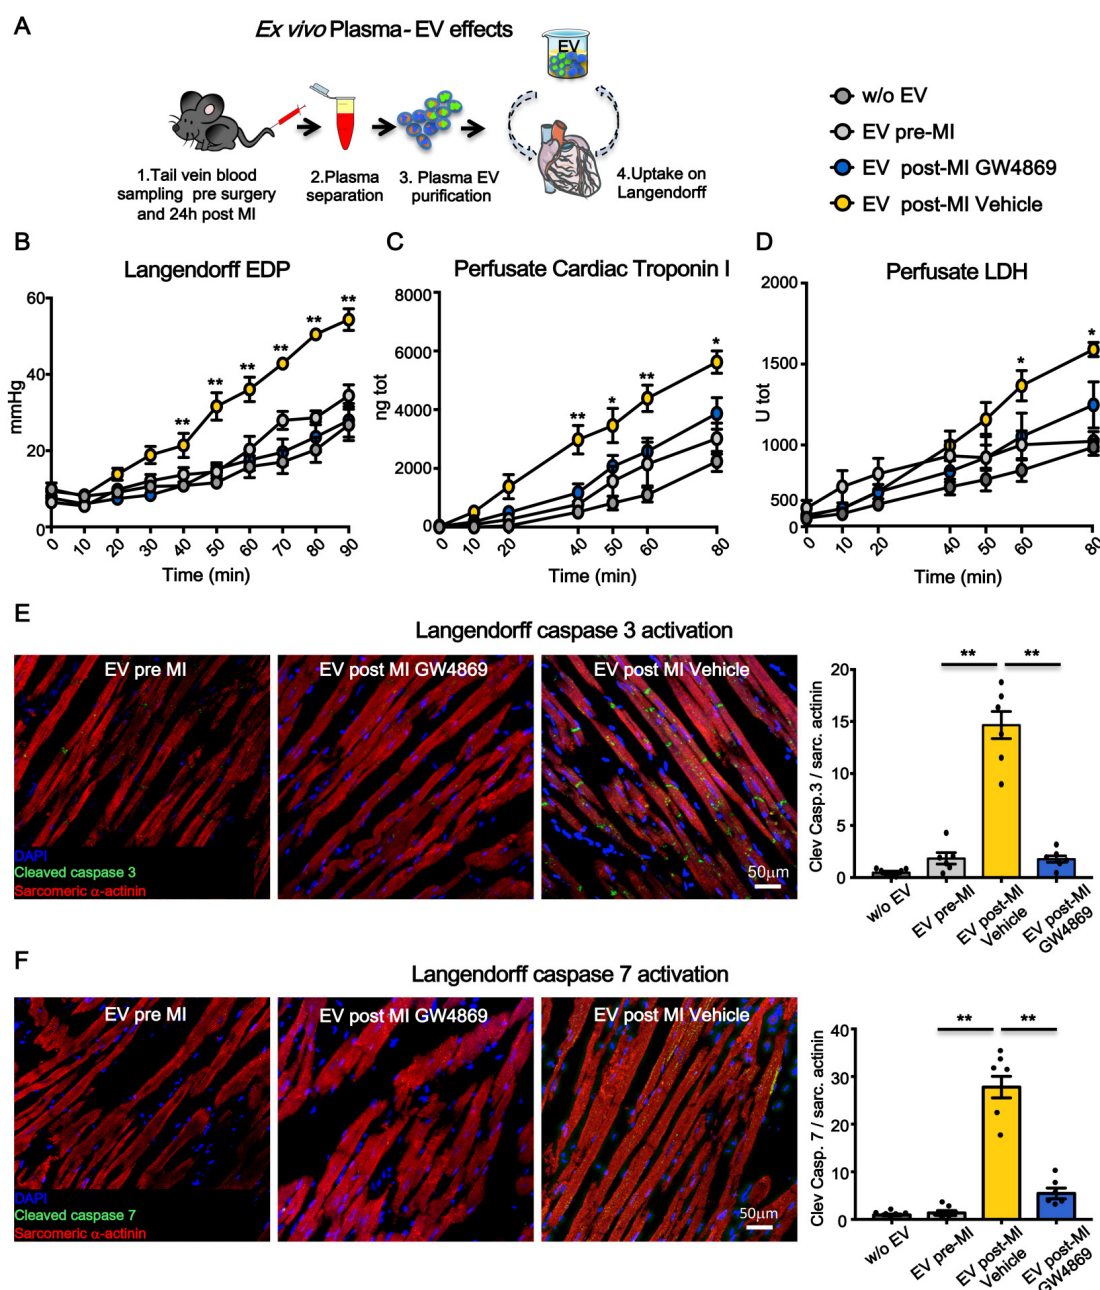 A
Ex vivo Plasma- EV effects
EV
1.Tail vein blood
sampling pre surgery
and 24h post MI
2.Plasma
separation
3. Plasma EV
purification
4.Uptake on
Langendorff
w/o EV
EV pre-MI
EV post-MI GW4869
EV post-MI Vehicle
B
Langendorff EDP
mmHg
60
40
20
0
** ** ** ** ** **
0 10 20 30 40 50 60 70 80 90
Time (min)
C
Perfusate Cardiac Troponin I
ng tot
8000
6000
4000
2000
0
** * ** *
0 10 20 40 50 60 80
Time (min)
D
Perfusate LDH
U tot
2000
1500
1000
500
0
* *
0 10 20 40 50 60 80
Time (min)
E
Langendorff caspase 3 activation
EV pre MI
EV post MI GW4869
EV post MI Vehicle
DAPI
Cleaved caspase 3
Sarcomeric α-actinin
50μm
Clev Casp.3 / sarc. actinin
20
15
10
5
0
** **
w/o EV
EV pre-MI
EV post-MI
Vehicle
EV post-MI
GW4869
F
Langendorff caspase 7 activation
EV pre MI
EV post MI GW4869
EV post MI Vehicle
DAPI
Cleaved caspase 7
Sarcomeric α-actinin
50μm
Clev Casp. 7 / sarc. actinin
40
30
20
10
0
** **
w/o EV
EV pre-MI
EV post-MI
Vehicle
EV post-MI
GW4869